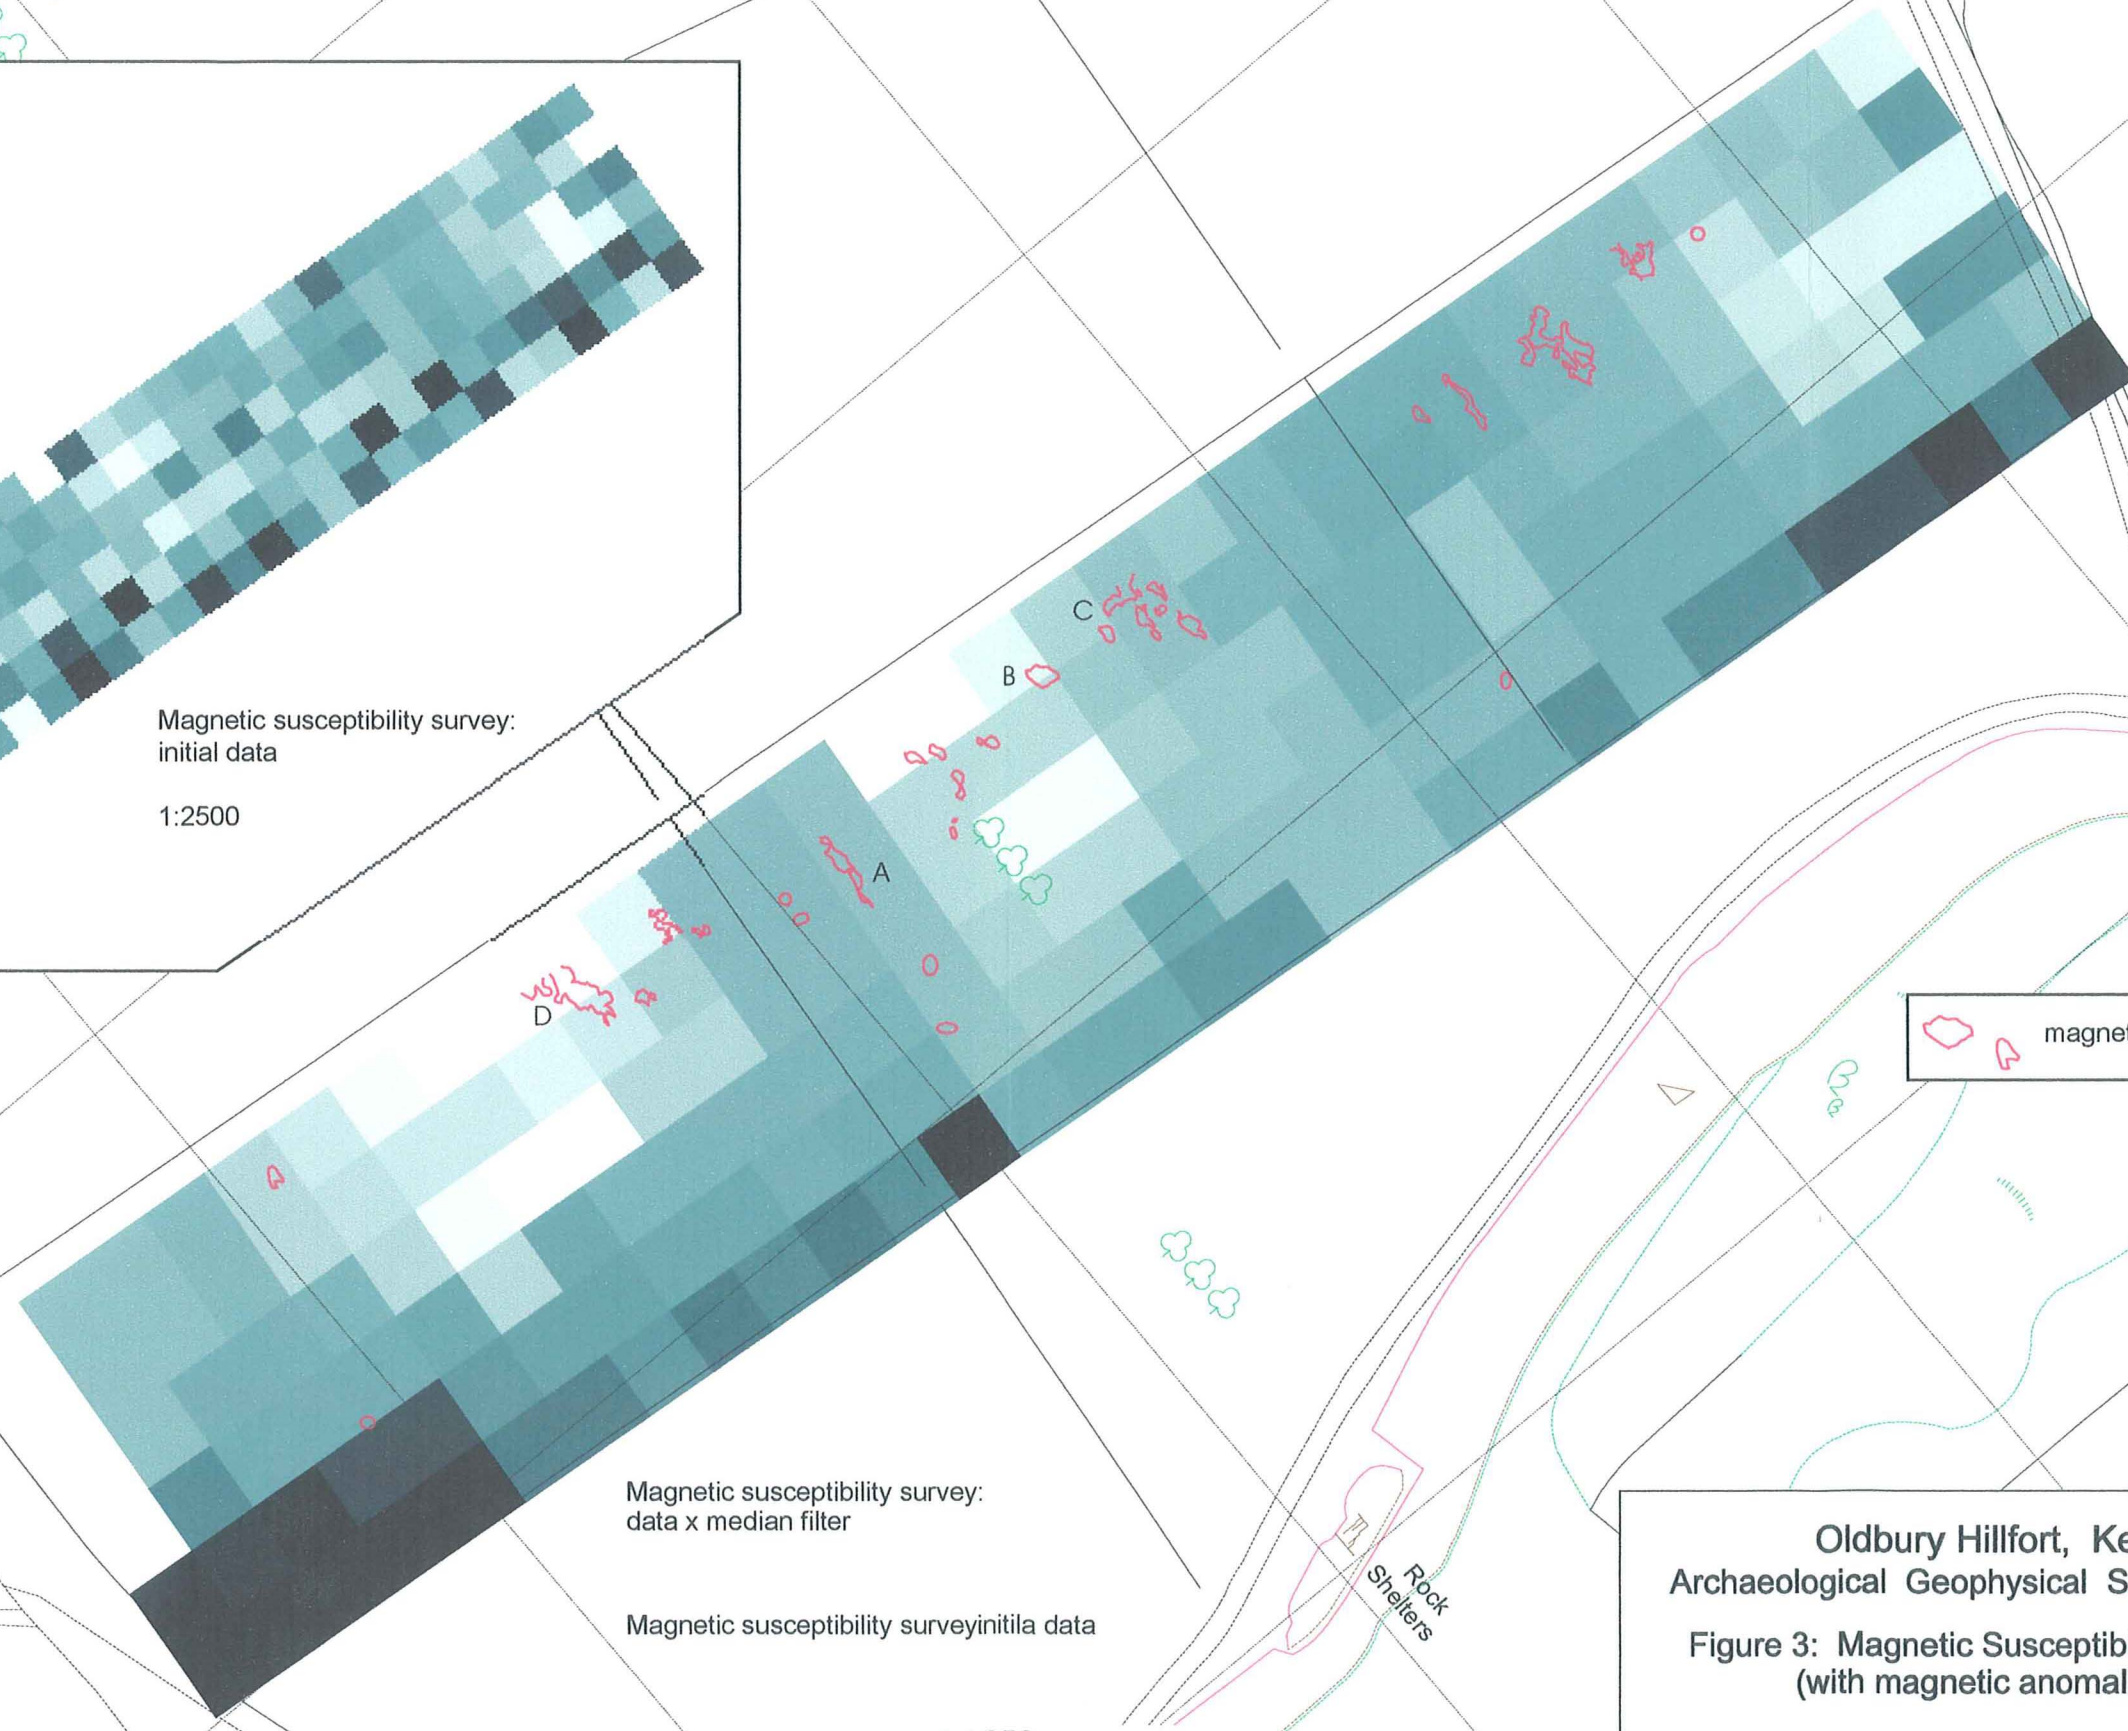 Magnetic susceptibility survey:
initial data
1:2500
C
B
A
D
Magnetic susceptibility survey:
data x median filter
Magnetic susceptibility surveyinitila data
Rock
Shelters
magnet
Oldbury Hillfort, Ke
Archaeological Geophysical S
Figure 3: Magnetic Susceptib
(with magnetic anomal